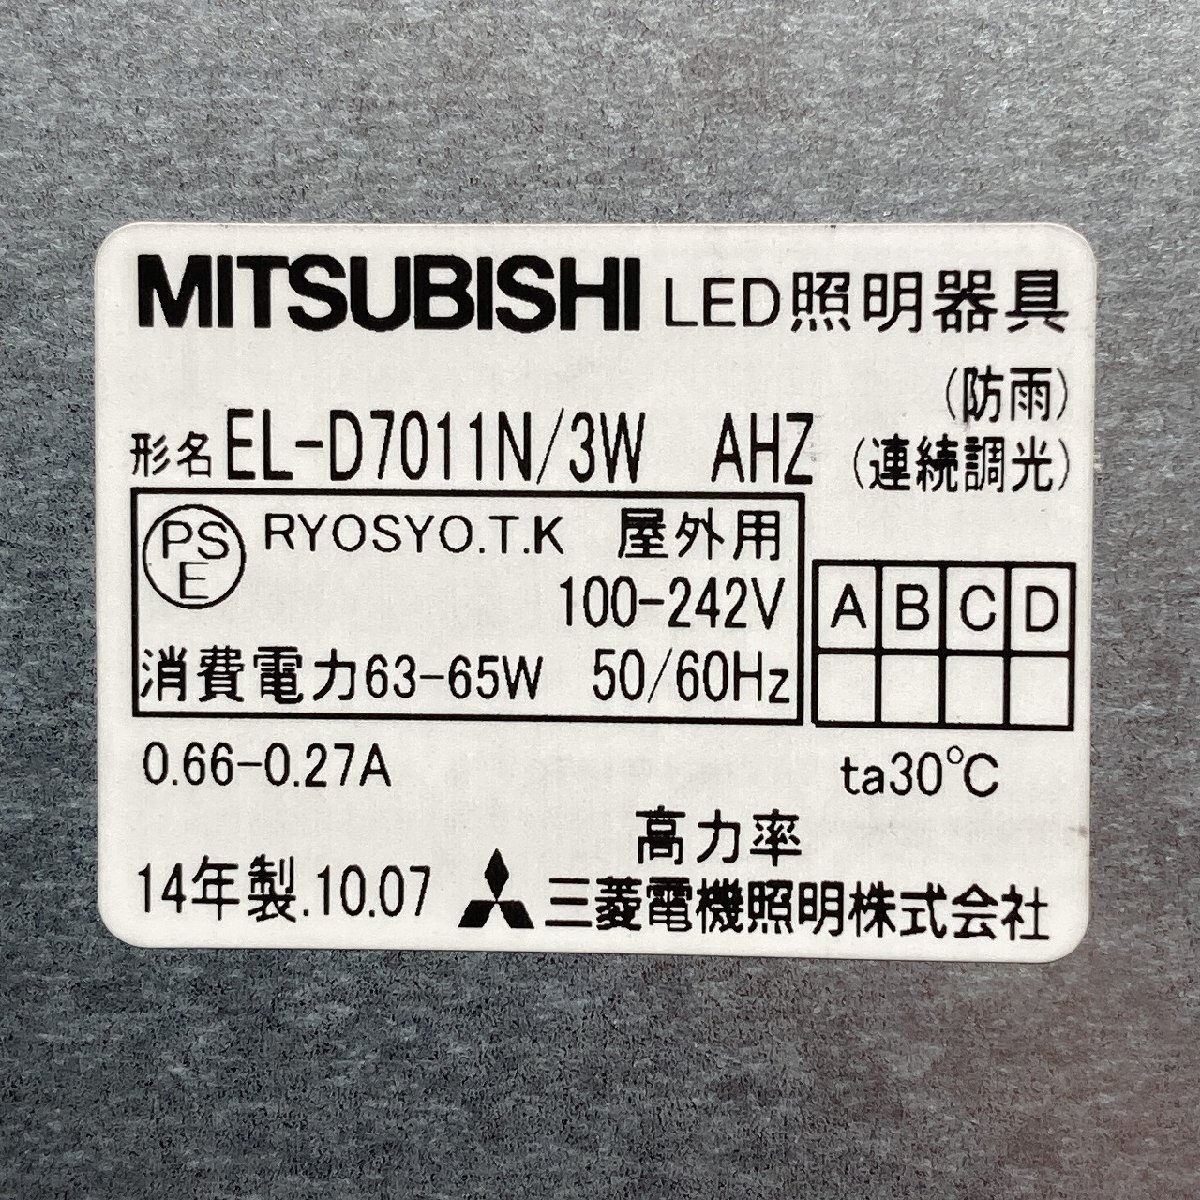 MITSUBISHI LED照明器具
(防雨)
形名 EL-D7011N/3W AHZ (連続調光)
PS E RYOSYO.T.K 屋外用
100-242V
A B C D
消費電力63-65W 50/60Hz
0.66-0.27A ta30℃
高力率
14年製.10.07 三菱電機照明株式会社